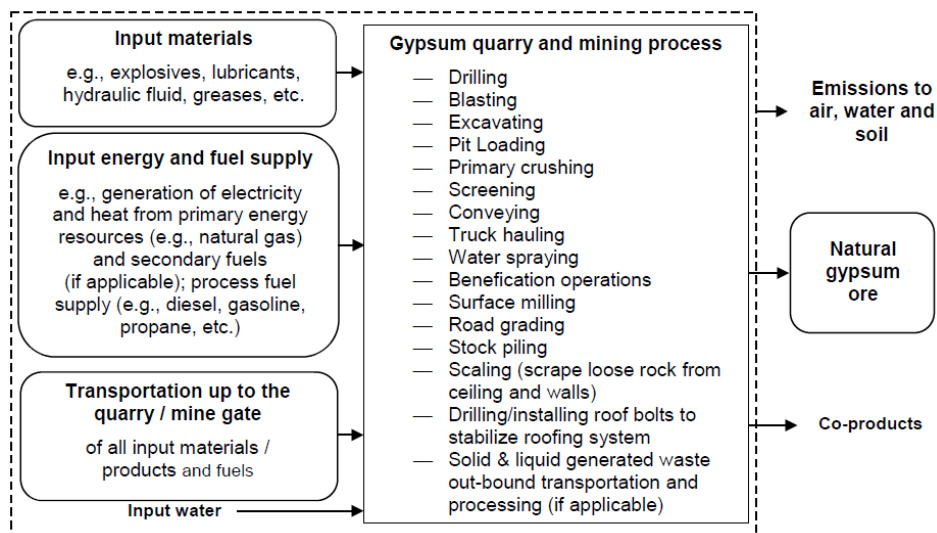 Input materials
e.g., explosives, lubricants,
hydraulic fluid, greases, etc.
Input energy and fuel supply
e.g., generation of electricity
and heat from primary energy
resources (e.g., natural gas)
and secondary fuels
(if applicable); process fuel
supply (e.g., diesel, gasoline,
propane, etc.)
Transportation up to the
quarry / mine gate
of all input materials /
products and fuels
Input water
Gypsum quarry and mining process
— Drilling
— Blasting
— Excavating
— Pit Loading
— Primary crushing
— Screening
— Conveying
— Truck hauling
— Water spraying
— Benefication operations
— Surface milling
— Road grading
— Stock piling
— Scaling (scrape loose rock from
ceiling and walls)
— Drilling/installing roof bolts to
stabilize roofing system
— Solid & liquid generated waste
out-bound transportation and
processing (if applicable)
Emissions to
air, water and
soil
Natural
gypsum
ore
Co-products